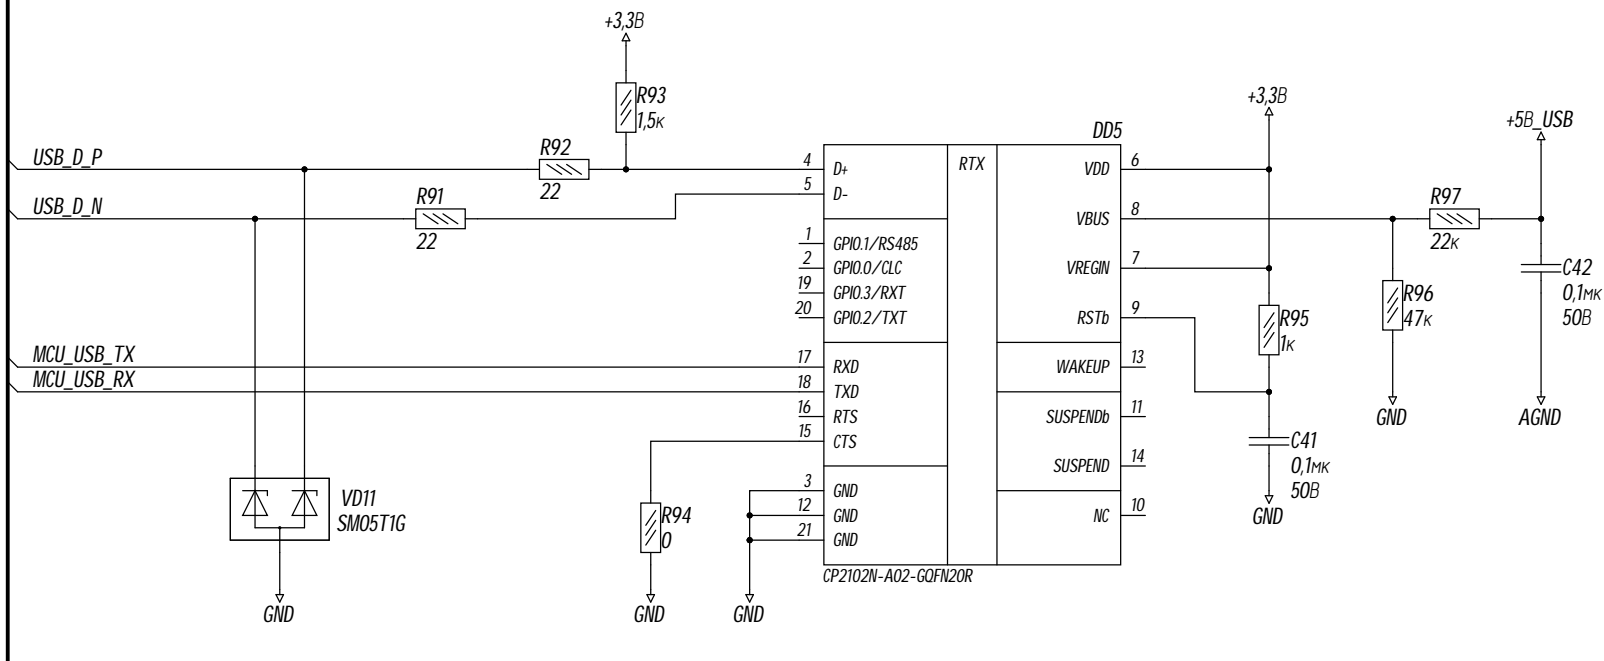 +3,3В
R93
1,5к
+3,3В
+5В_USB
USB_D_P
R92
22
USB_D_N
R91
22
DD5
RTX
4
D+
5
D-
1
GPIO.1/RS485
2
GPIO.0/CLC
19
GPIO.3/RXT
20
GPIO.2/TXT
MCU_USB_TX
17
RXD
MCU_USB_RX
18
TXD
16
RTS
15
CTS
3
GND
12
GND
21
GND
VDD
6
VBUS
8
VREGIN
7
RSTb
9
WAKEUP
13
SUSPENDb
11
SUSPEND
14
NC
10
CP2102N-A02-GQFN20R
R97
22к
R96
47к
C42
0,1мк
50В
R95
1к
C41
0,1мк
50В
GND
GND
AGND
VD11
SM05T1G
R94
0
GND
GND
GND